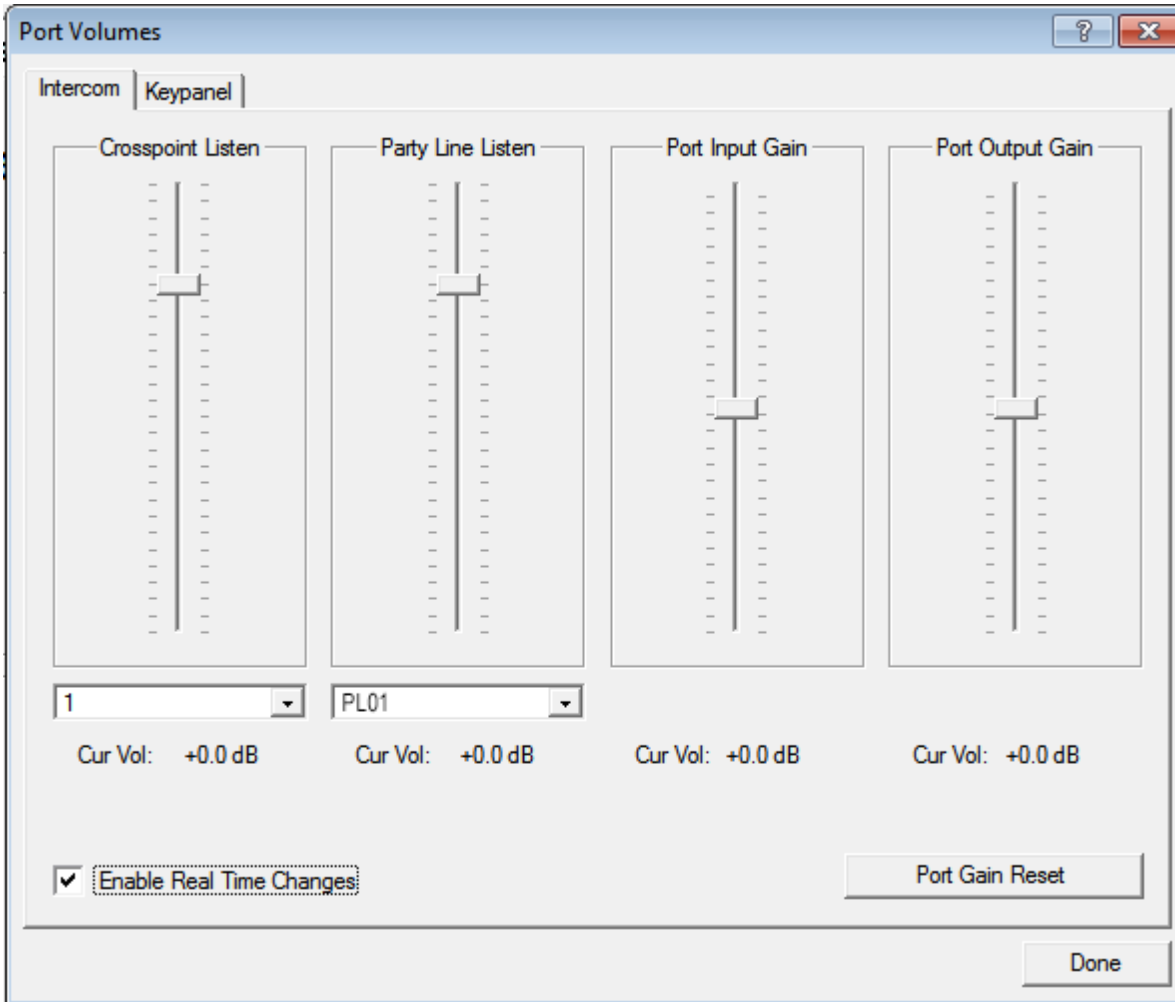 Port Volumes
Intercom Keypanel
Crosspoint Listen Party Line Listen Port Input Gain Port Output Gain
1 PL01
Cur Vol: +0.0 dB Cur Vol: +0.0 dB Cur Vol: +0.0 dB Cur Vol: +0.0 dB
Enable Real Time Changes Port Gain Reset
Done